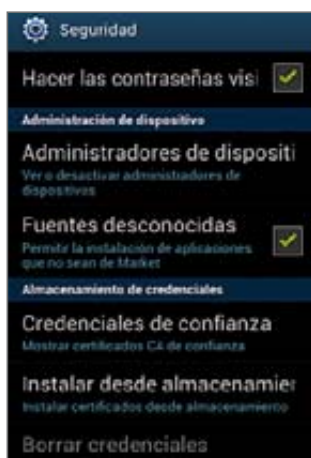 Seguridad
Hacer las contraseñas visi
Administración de dispositivo
Administradores de dispositi
Ver o desactivar administradores de
dispositivos
Fuentes desconocidas
Permitir la instalación de aplicaciones
que no sean de Market
Almacenamiento de credenciales
Credenciales de confianza
Mostrar certificados CA de confianza
Instalar desde almacenamier
Instalar certificados desde almacenamiento
Borrar credenciales